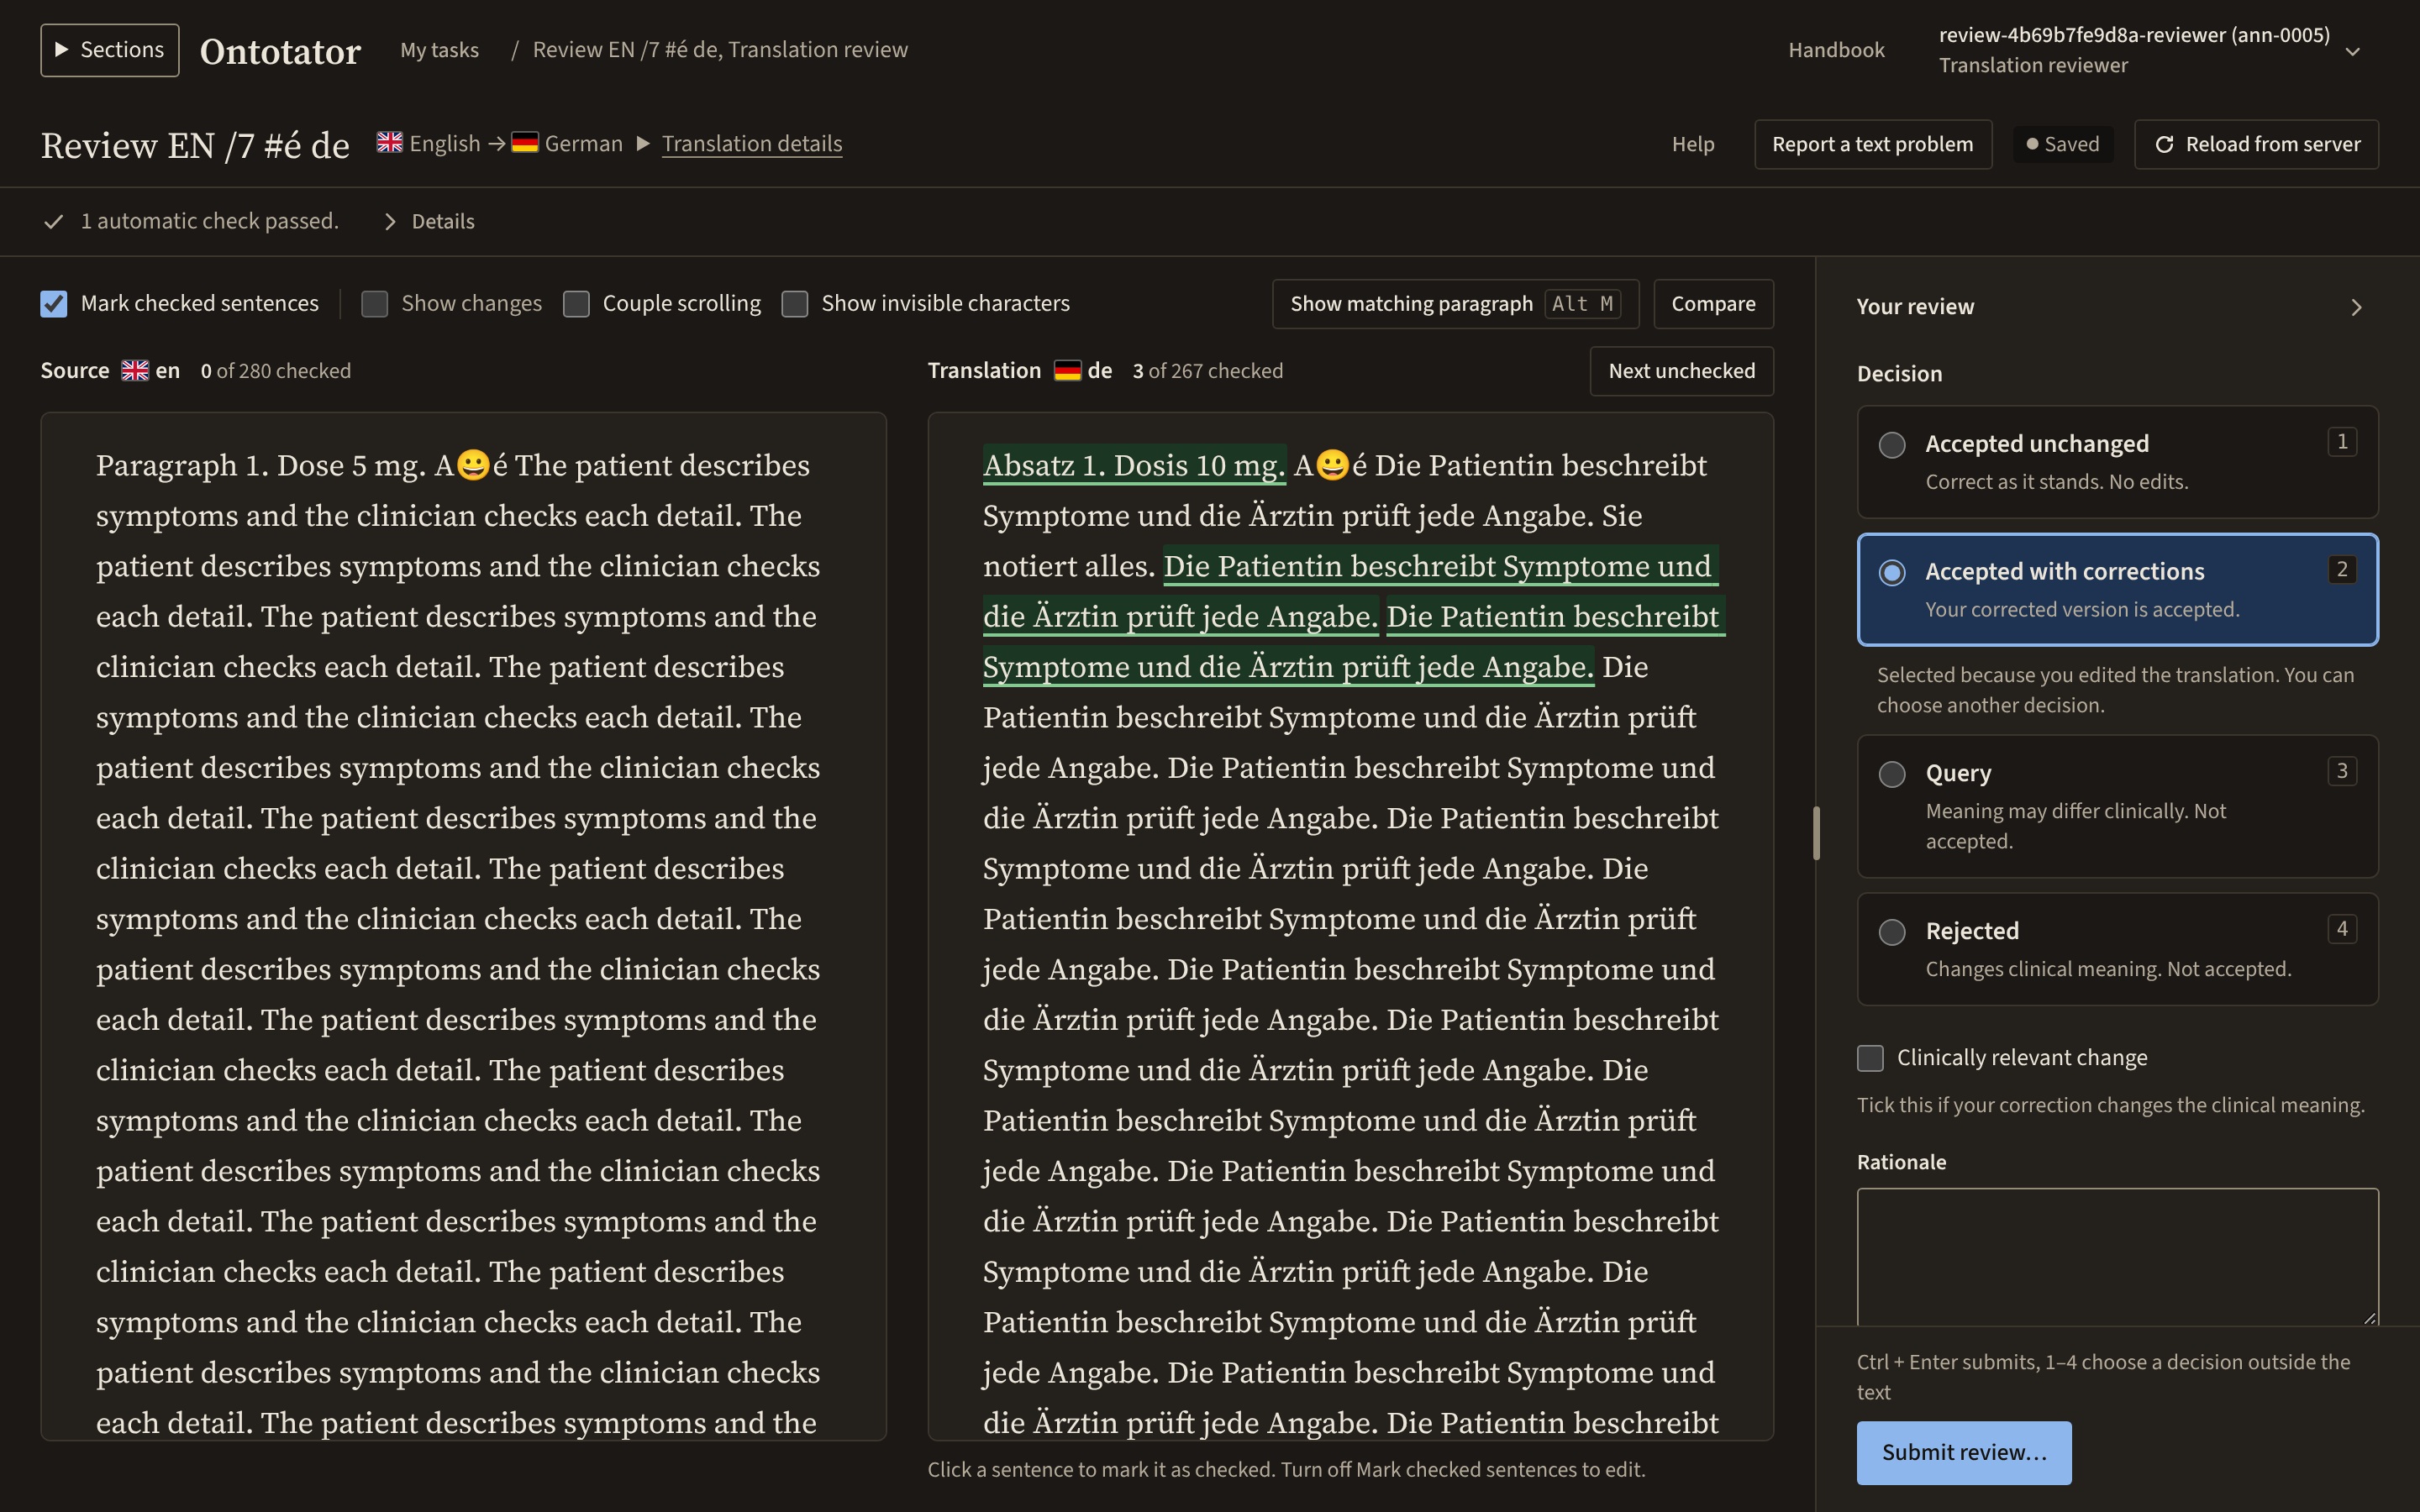 ▶ Sections Ontotator My tasks / Review EN /7 #é de, Translation review Handbook review-4b69b7fe9d8a-reviewer (ann-0005)
Translation reviewer
Review EN /7 #é de English → German ▶ Translation details Help Report a text problem Saved Reload from server
1 automatic check passed. Details
Mark checked sentences Show changes Couple scrolling Show invisible characters Show matching paragraph Alt M Compare
Source en 0 of 280 checked
Paragraph 1. Dose 5 mg. A😀é The patient describes
symptoms and the clinician checks each detail. The
patient describes symptoms and the clinician checks
each detail. The patient describes symptoms and the
clinician checks each detail. The patient describes
symptoms and the clinician checks each detail. The
patient describes symptoms and the clinician checks
each detail. The patient describes symptoms and the
clinician checks each detail. The patient describes
symptoms and the clinician checks each detail. The
patient describes symptoms and the clinician checks
each detail. The patient describes symptoms and the
clinician checks each detail. The patient describes
symptoms and the clinician checks each detail. The
patient describes symptoms and the clinician checks
each detail. The patient describes symptoms and the
clinician checks each detail. The patient describes
symptoms and the clinician checks each detail. The
patient describes symptoms and the clinician checks
each detail. The patient describes symptoms and the
Translation de 3 of 267 checked Next unchecked
Absatz 1. Dosis 10 mg. A😀é Die Patientin beschreibt
Symptome und die Ärztin prüft jede Angabe. Sie
notiert alles. Die Patientin beschreibt Symptome und
die Ärztin prüft jede Angabe. Die Patientin beschreibt
Symptome und die Ärztin prüft jede Angabe. Die
Patientin beschreibt Symptome und die Ärztin prüft
jede Angabe. Die Patientin beschreibt Symptome und
die Ärztin prüft jede Angabe. Die Patientin beschreibt
Symptome und die Ärztin prüft jede Angabe. Die
Patientin beschreibt Symptome und die Ärztin prüft
jede Angabe. Die Patientin beschreibt Symptome und
die Ärztin prüft jede Angabe. Die Patientin beschreibt
Symptome und die Ärztin prüft jede Angabe. Die
Patientin beschreibt Symptome und die Ärztin prüft
jede Angabe. Die Patientin beschreibt Symptome und
die Ärztin prüft jede Angabe. Die Patientin beschreibt
Symptome und die Ärztin prüft jede Angabe. Die
Patientin beschreibt Symptome und die Ärztin prüft
jede Angabe. Die Patientin beschreibt Symptome und
die Ärztin prüft jede Angabe. Die Patientin beschreibt
Click a sentence to mark it as checked. Turn off Mark checked sentences to edit.
Your review
Decision
Accepted unchanged 1
Correct as it stands. No edits.
Accepted with corrections 2
Your corrected version is accepted.
Selected because you edited the translation. You can
choose another decision.
Query 3
Meaning may differ clinically. Not
accepted.
Rejected 4
Changes clinical meaning. Not accepted.
Clinically relevant change
Tick this if your correction changes the clinical meaning.
Rationale
Ctrl + Enter submits, 1–4 choose a decision outside the
text
Submit review…